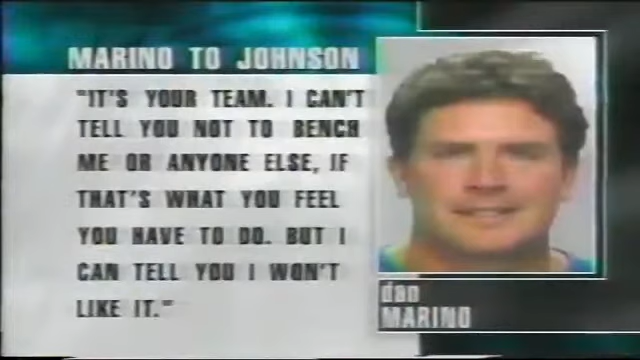 MARINO TO JOHNSON
"IT'S YOUR TEAM. I CAN'T
TELL YOU NOT TO BENCH
ME OR ANYONE ELSE, IF
THAT'S WHAT YOU FEEL
YOU HAVE TO DO. BUT I
CAN TELL YOU I WON'T
LIKE IT."
dan
MARINO